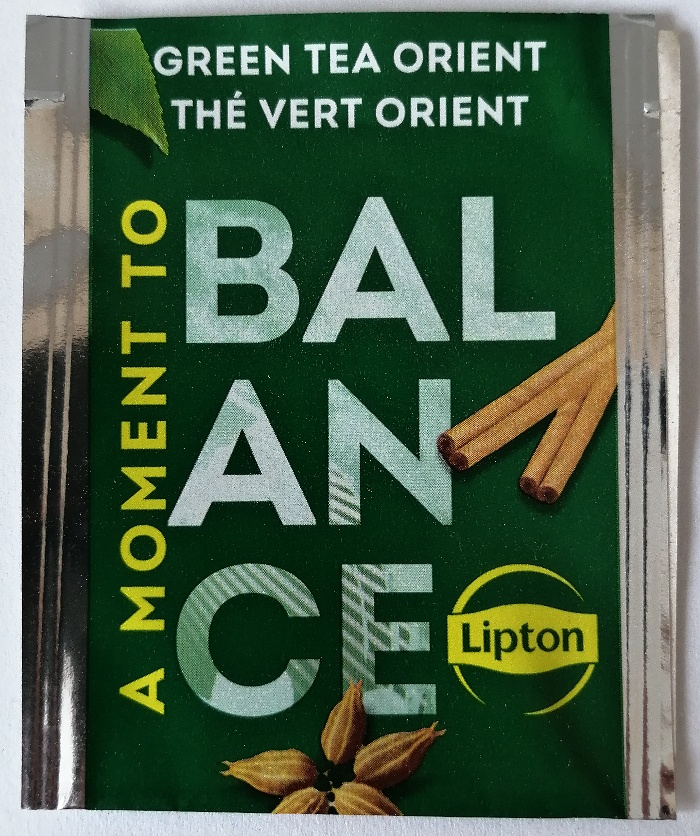 GREEN TEA ORIENT
THÉ VERT ORIENT
A MOMENT TO
BAL
AN
CE
Lipton